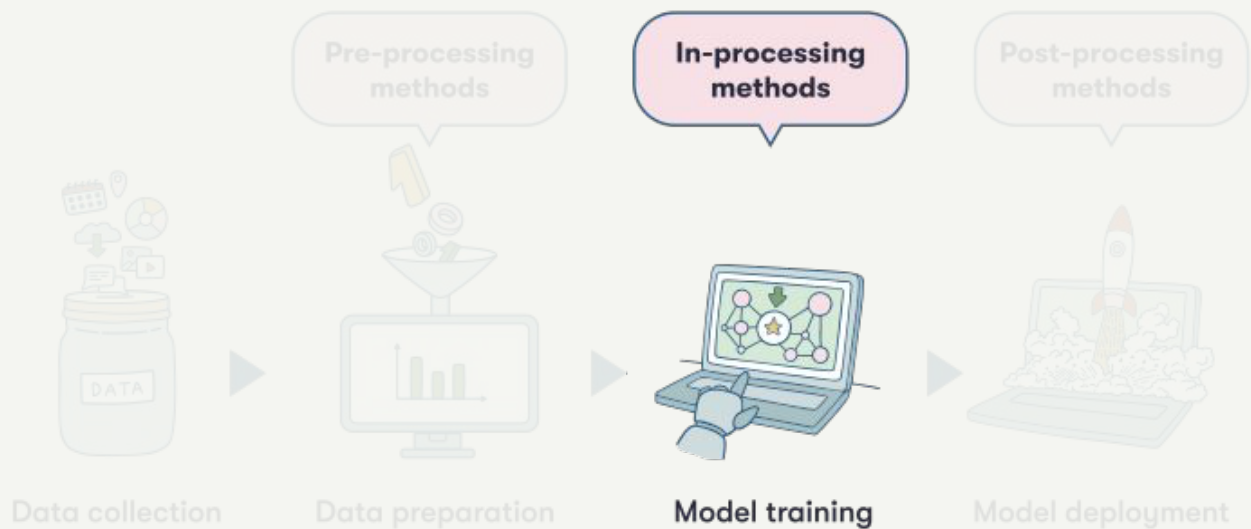 Pre-processing
methods
In-processing
methods
Post-processing
methods
DATA
Data collection
Data preparation
Model training
Model deployment